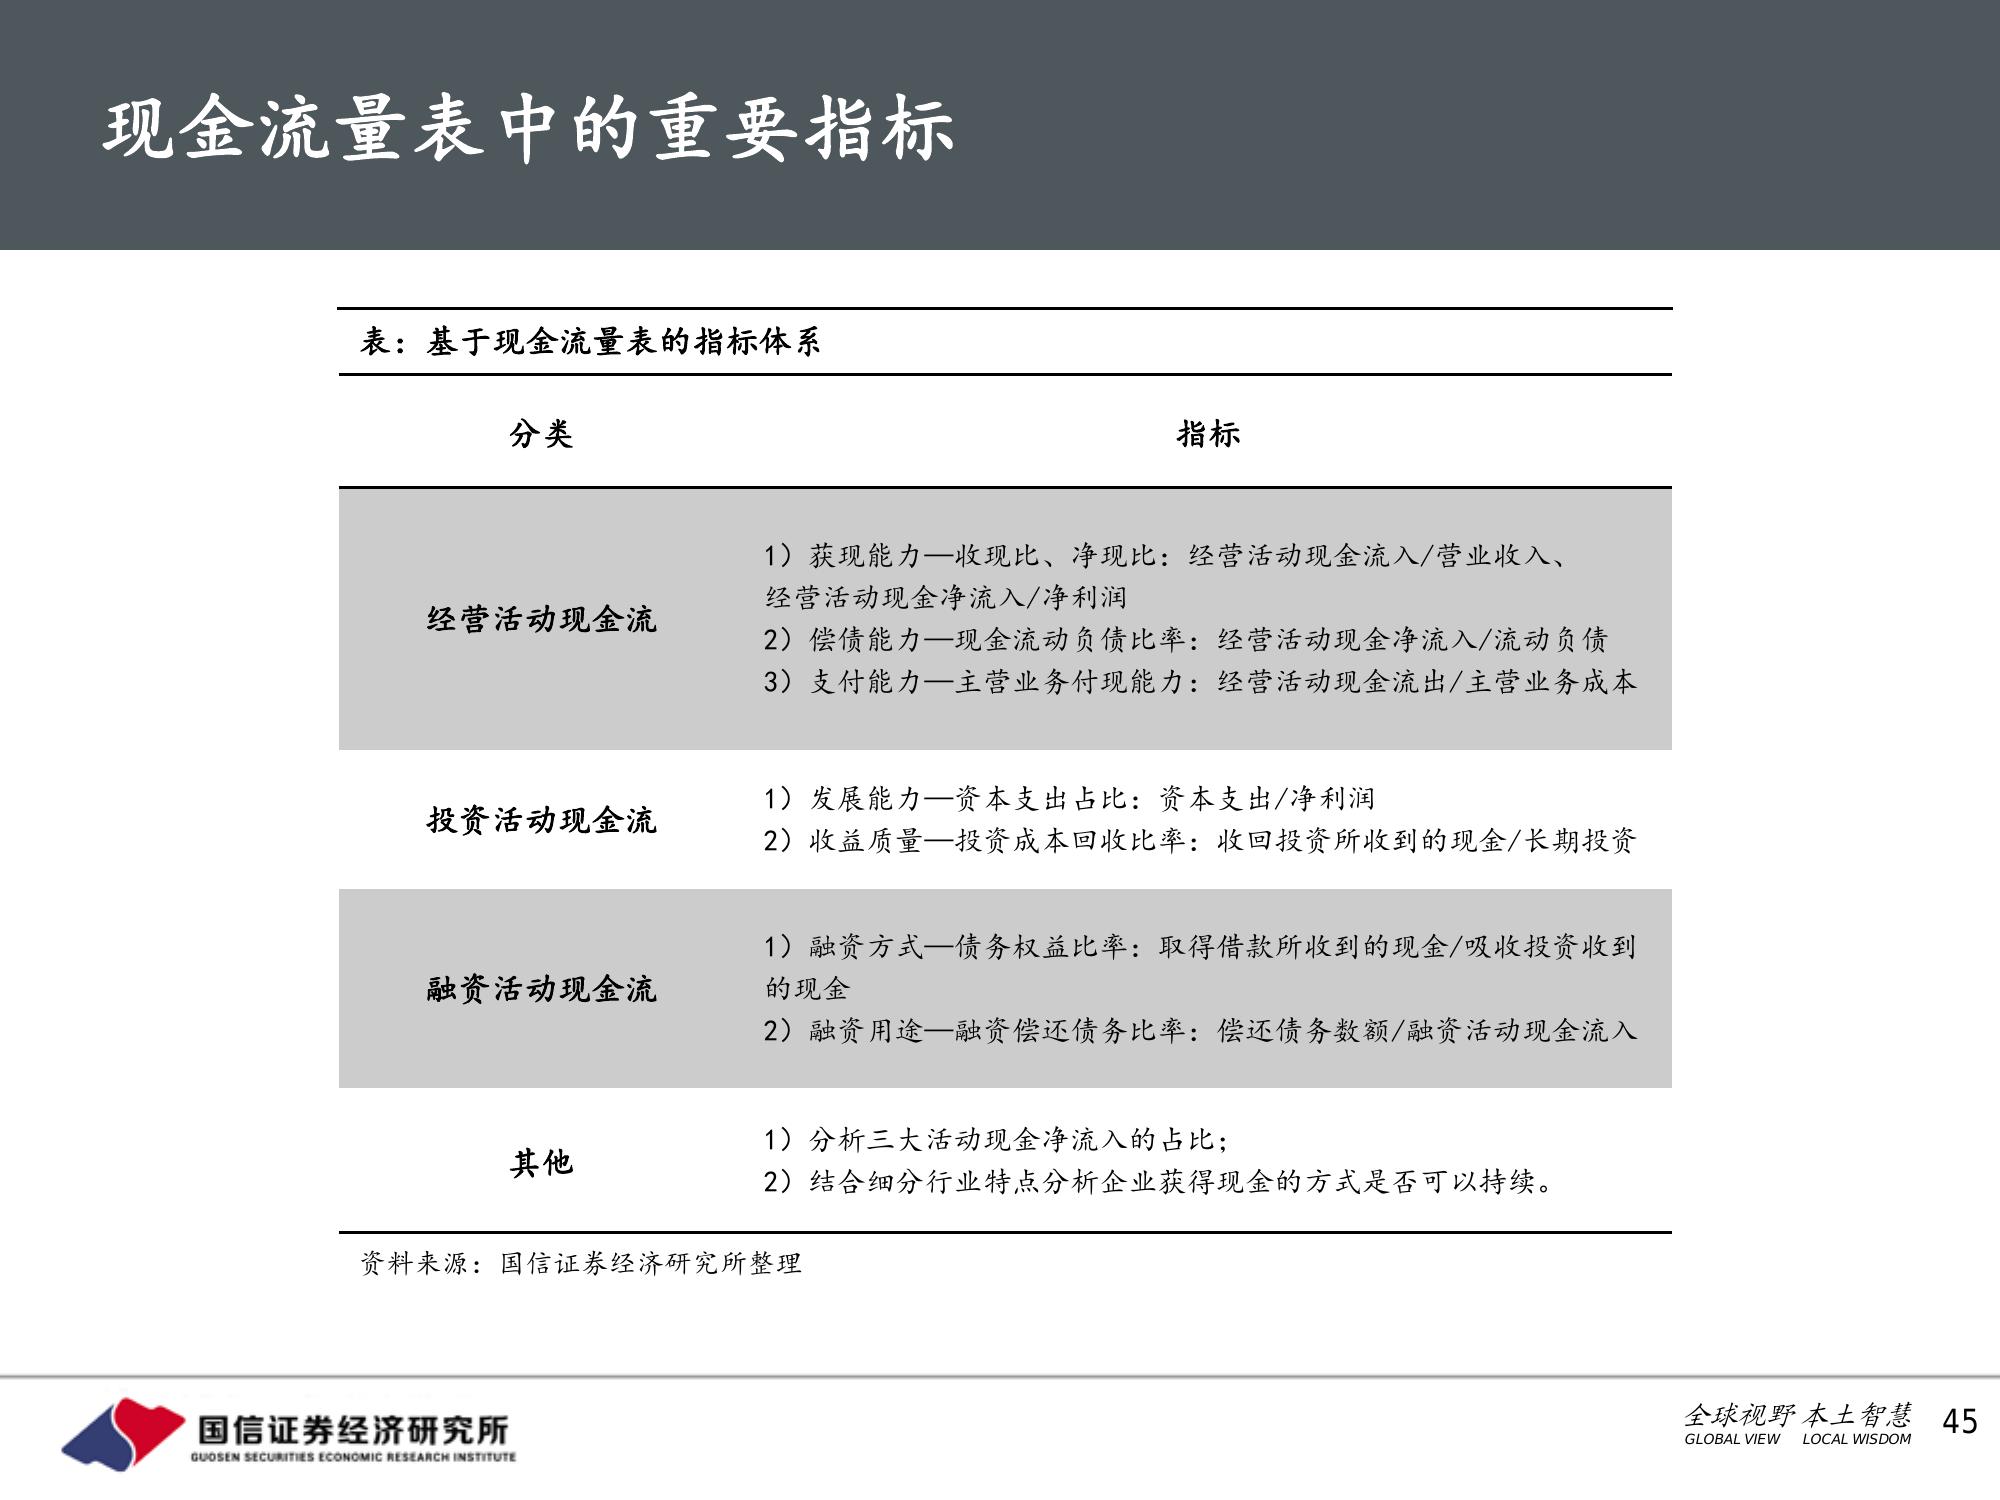 现金流量表中的重要指标
表：基于现金流量表的指标体系
分类 指标
经营活动现金流
1）获现能力—收现比、净现比：经营活动现金流入/营业收入、
经营活动现金净流入/净利润
2）偿债能力—现金流动负债比率：经营活动现金净流入/流动负债
3）支付能力—主营业务付现能力：经营活动现金流出/主营业务成本
投资活动现金流
1）发展能力—资本支出占比：资本支出/净利润
2）收益质量—投资成本回收比率：收回投资所收到的现金/长期投资
融资活动现金流
1）融资方式—债务权益比率：取得借款所收到的现金/吸收投资收到
的现金
2）融资用途—融资偿还债务比率：偿还债务数额/融资活动现金流入
其他
1）分析三大活动现金净流入的占比；
2）结合细分行业特点分析企业获得现金的方式是否可以持续。
资料来源：国信证券经济研究所整理
国信证券经济研究所
GUOSEN SECURITIES ECONOMIC RESEARCH INSTITUTE
全球视野 本土智慧
GLOBAL VIEW LOCAL WISDOM
45